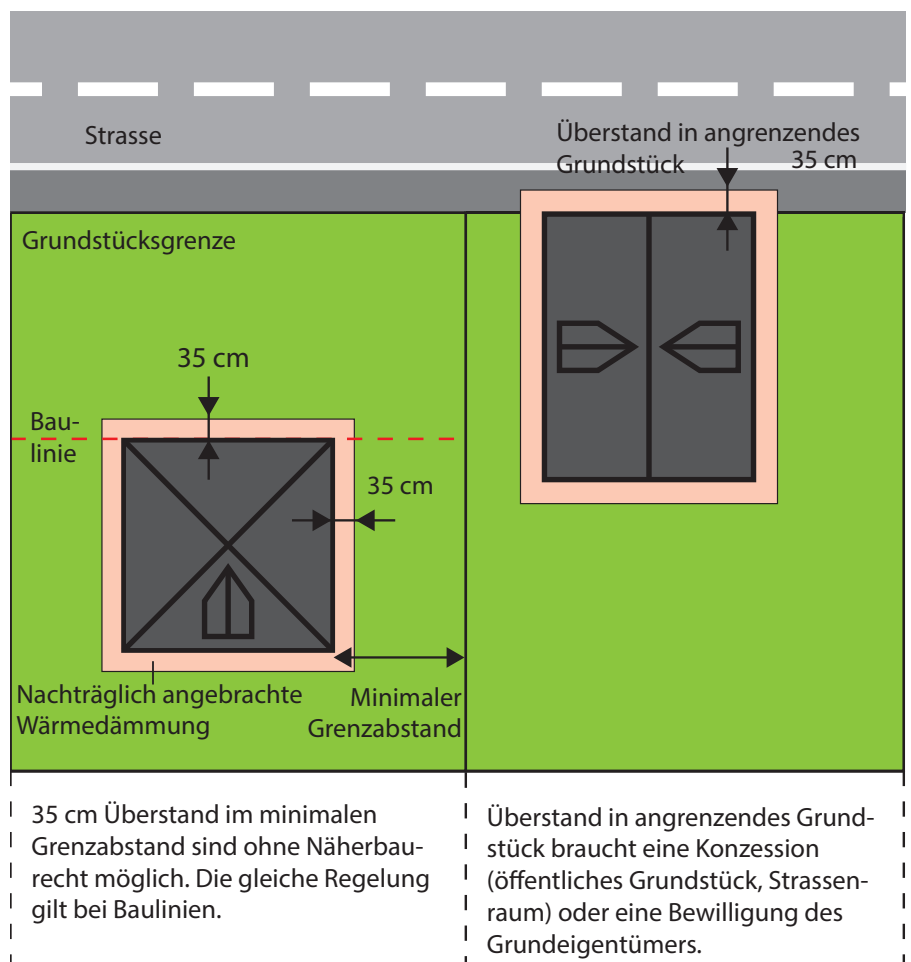 Strasse
Überstand in angrenzendes
Grundstück
35 cm
Grundstücksgrenze
35 cm
Bau-
linie
35 cm
Nachträglich angebrachte
Wärmedämmung
Minimaler
Grenzabstand
35 cm Überstand im minimalen
Grenzabstand sind ohne Näherbau-
recht möglich. Die gleiche Regelung
gilt bei Baulinien.
Überstand in angrenzendes Grund-
stück braucht eine Konzession
(öffentliches Grundstück, Strassen-
raum) oder eine Bewilligung des
Grundeigentümers.